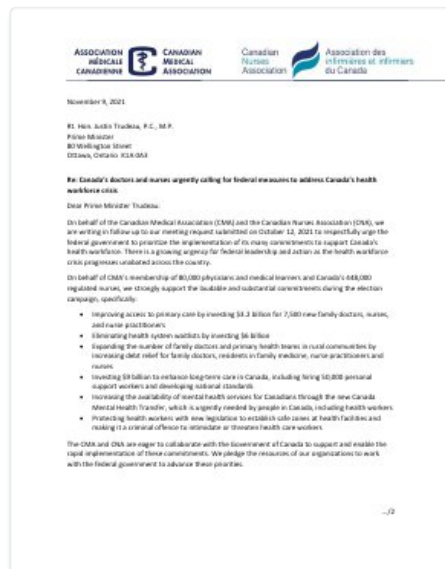 ASSOCIATION MÉDICALE CANADIENNE
CANADIAN MEDICAL ASSOCIATION
Canadian Nurses Association
Association des infirmières et infirmiers du Canada
November 9, 2021
Rt. Hon. Justin Trudeau, P.C., M.P.
Prime Minister
80 Wellington Street
Ottawa, Ontario K1A 0A3
Re: Canada's doctors and nurses urgently calling for federal measures to address Canada's health
workforce crisis
Dear Prime Minister Trudeau:
On behalf of the Canadian Medical Association (CMA) and the Canadian Nurses Association (CNA), we
are writing in follow up to our meeting request submitted on October 12, 2021 to respectfully urge the
federal government to prioritize the implementation of its many commitments to support Canada's
health workforce. There is a growing urgency for federal leadership and action as the health workforce
crisis progresses unabated across the country.
On behalf of CMA's membership of 80,000 physicians and medical learners and Canada's 448,000
regulated nurses, we strongly support the laudable and substantial commitments during the election
campaign, specifically:
• Improving access to primary care by investing $3.2 billion for 7,500 new family doctors, nurses,
and nurse practitioners
• Eliminating health system waitlists by investing $6 billion
• Expanding the number of family doctors and primary health teams in rural communities by
increasing debt relief for family doctors, residents in family medicine, nurse practitioners and
nurses
• Investing $9 billion to enhance long-term care in Canada, including hiring 50,000 personal
support workers and developing national standards
• Increasing the availability of mental health services for Canadians through the new Canada
Mental Health Transfer, which is urgently needed by people in Canada, including health workers
• Protecting health workers with new legislation to establish safe zones at health facilities and
making it a criminal offence to intimidate or threaten health care workers
The CMA and CNA are eager to collaborate with the Government of Canada to support and enable the
rapid implementation of these commitments. We pledge the resources of our organizations to work
with the federal government to advance these priorities.
.../2